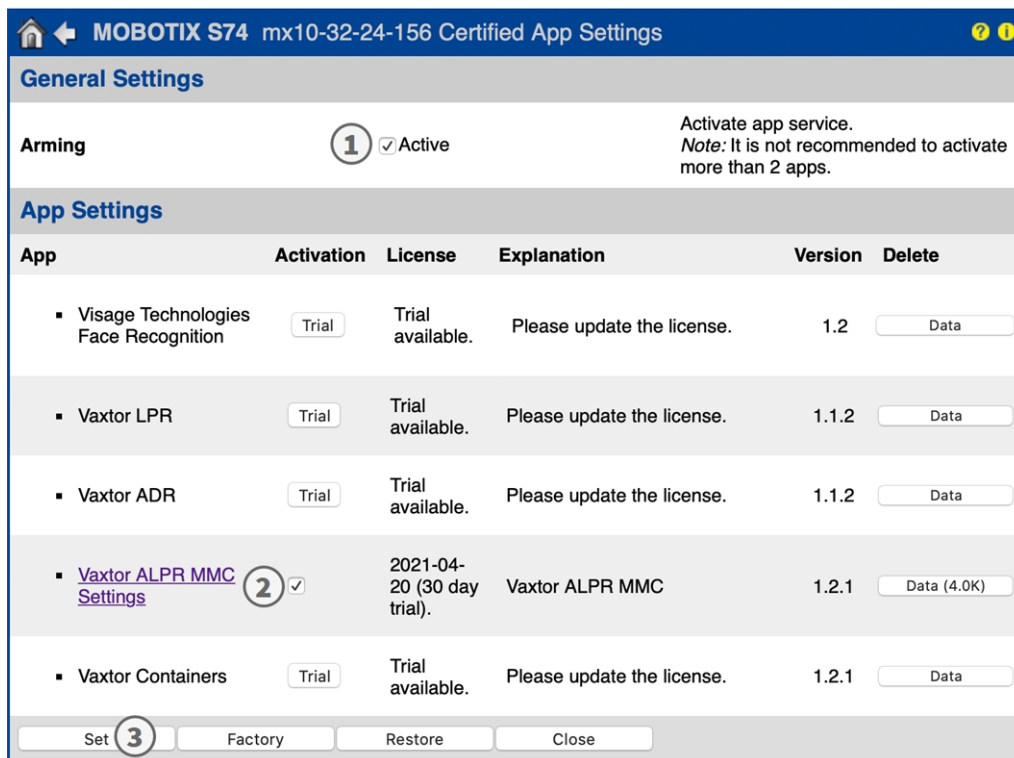 MOBOTIX S74 mx10-32-24-156 Certified App Settings ? i
General Settings
Arming 1 Active
Activate app service.
Note: It is not recommended to activate
more than 2 apps.
App Settings
App Activation License Explanation Version Delete
Visage Technologies
Face Recognition
Trial
Trial
available.
Please update the license.
1.2
Data
Vaxtor LPR
Trial
Trial
available.
Please update the license.
1.1.2
Data
Vaxtor ADR
Trial
Trial
available.
Please update the license.
1.1.2
Data
Vaxtor ALPR MMC
Settings
2
2021-04-
20 (30 day
trial).
Vaxtor ALPR MMC
1.2.1
Data (4.0K)
Vaxtor Containers
Trial
Trial
available.
Please update the license.
1.2.1
Data
Set 3 Factory Restore Close